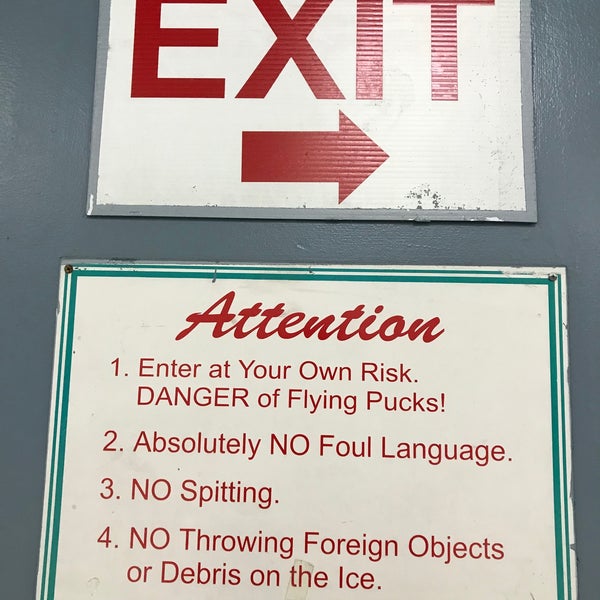 EXIT
Attention
1. Enter at Your Own Risk.
DANGER of Flying Pucks!
2. Absolutely NO Foul Language.
3. NO Spitting.
4. NO Throwing Foreign Objects
or Debris on the Ice.